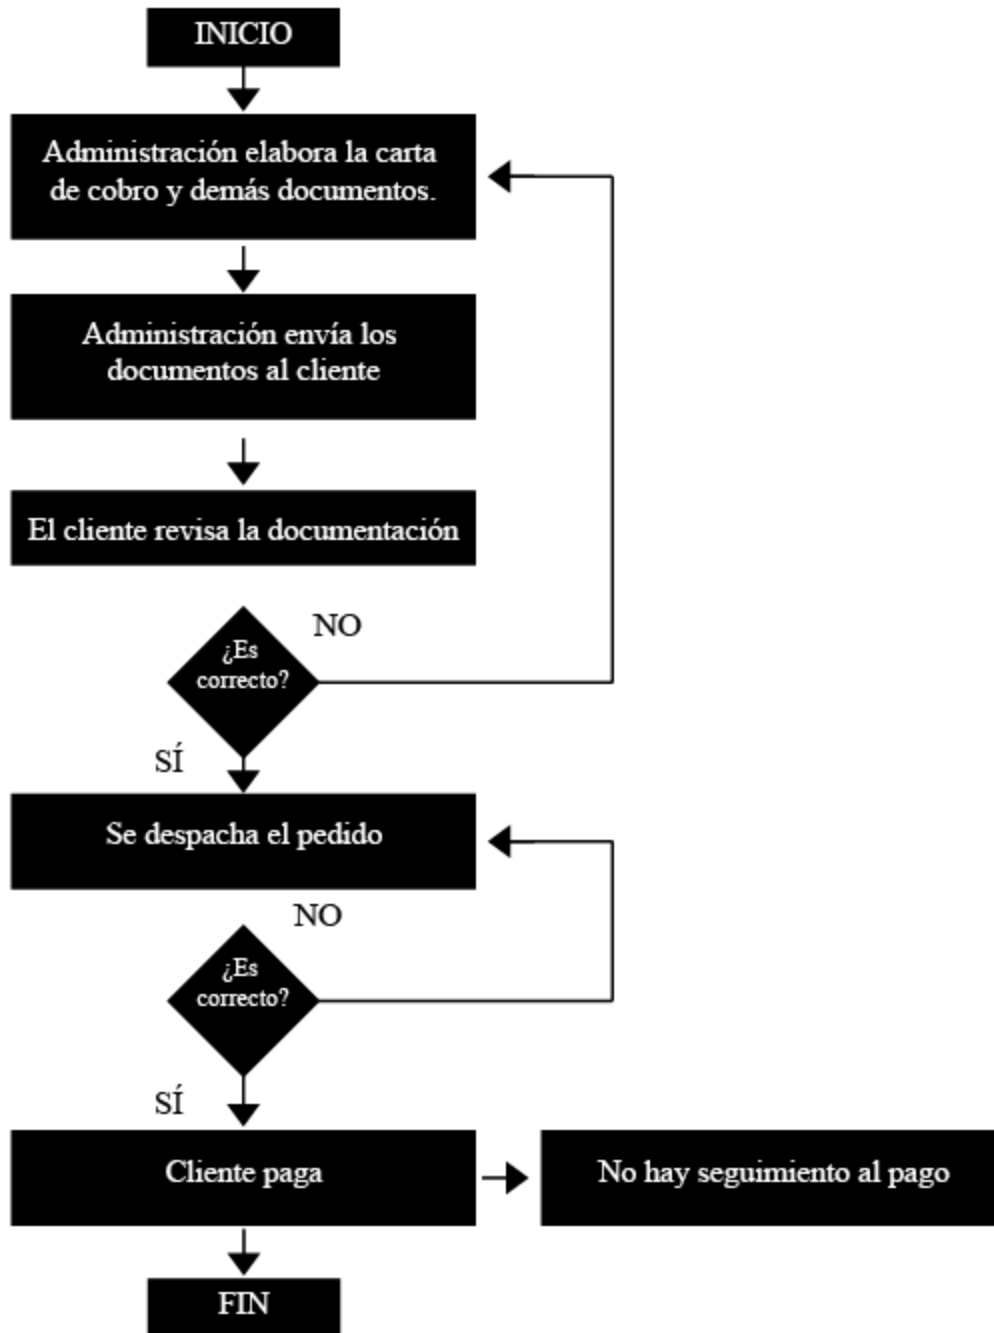 INICIO
Administración elabora la carta
de cobro y demás documentos.
Administración envía los
documentos al cliente
El cliente revisa la documentación
NO
¿Es
correcto?
SÍ
Se despacha el pedido
NO
¿Es
correcto?
SÍ
Cliente paga
No hay seguimiento al pago
FIN